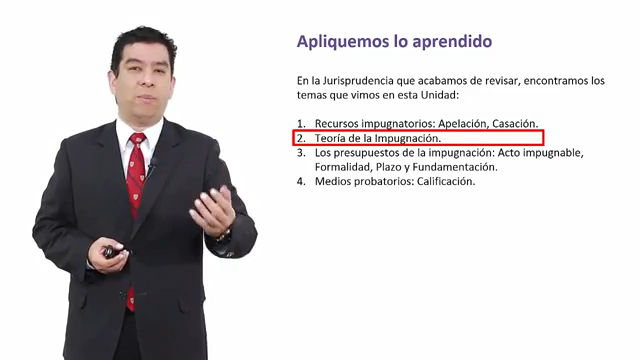 Apliquemos lo aprendido
En la Jurisprudencia que acabamos de revisar, encontramos los
temas que vimos en esta Unidad:
1. Recursos impugnatorios: Apelación, Casación.
2. Teoría de la Impugnación.
3. Los presupuestos de la impugnación: Acto impugnable,
Formalidad, Plazo y Fundamentación.
4. Medios probatorios: Calificación.